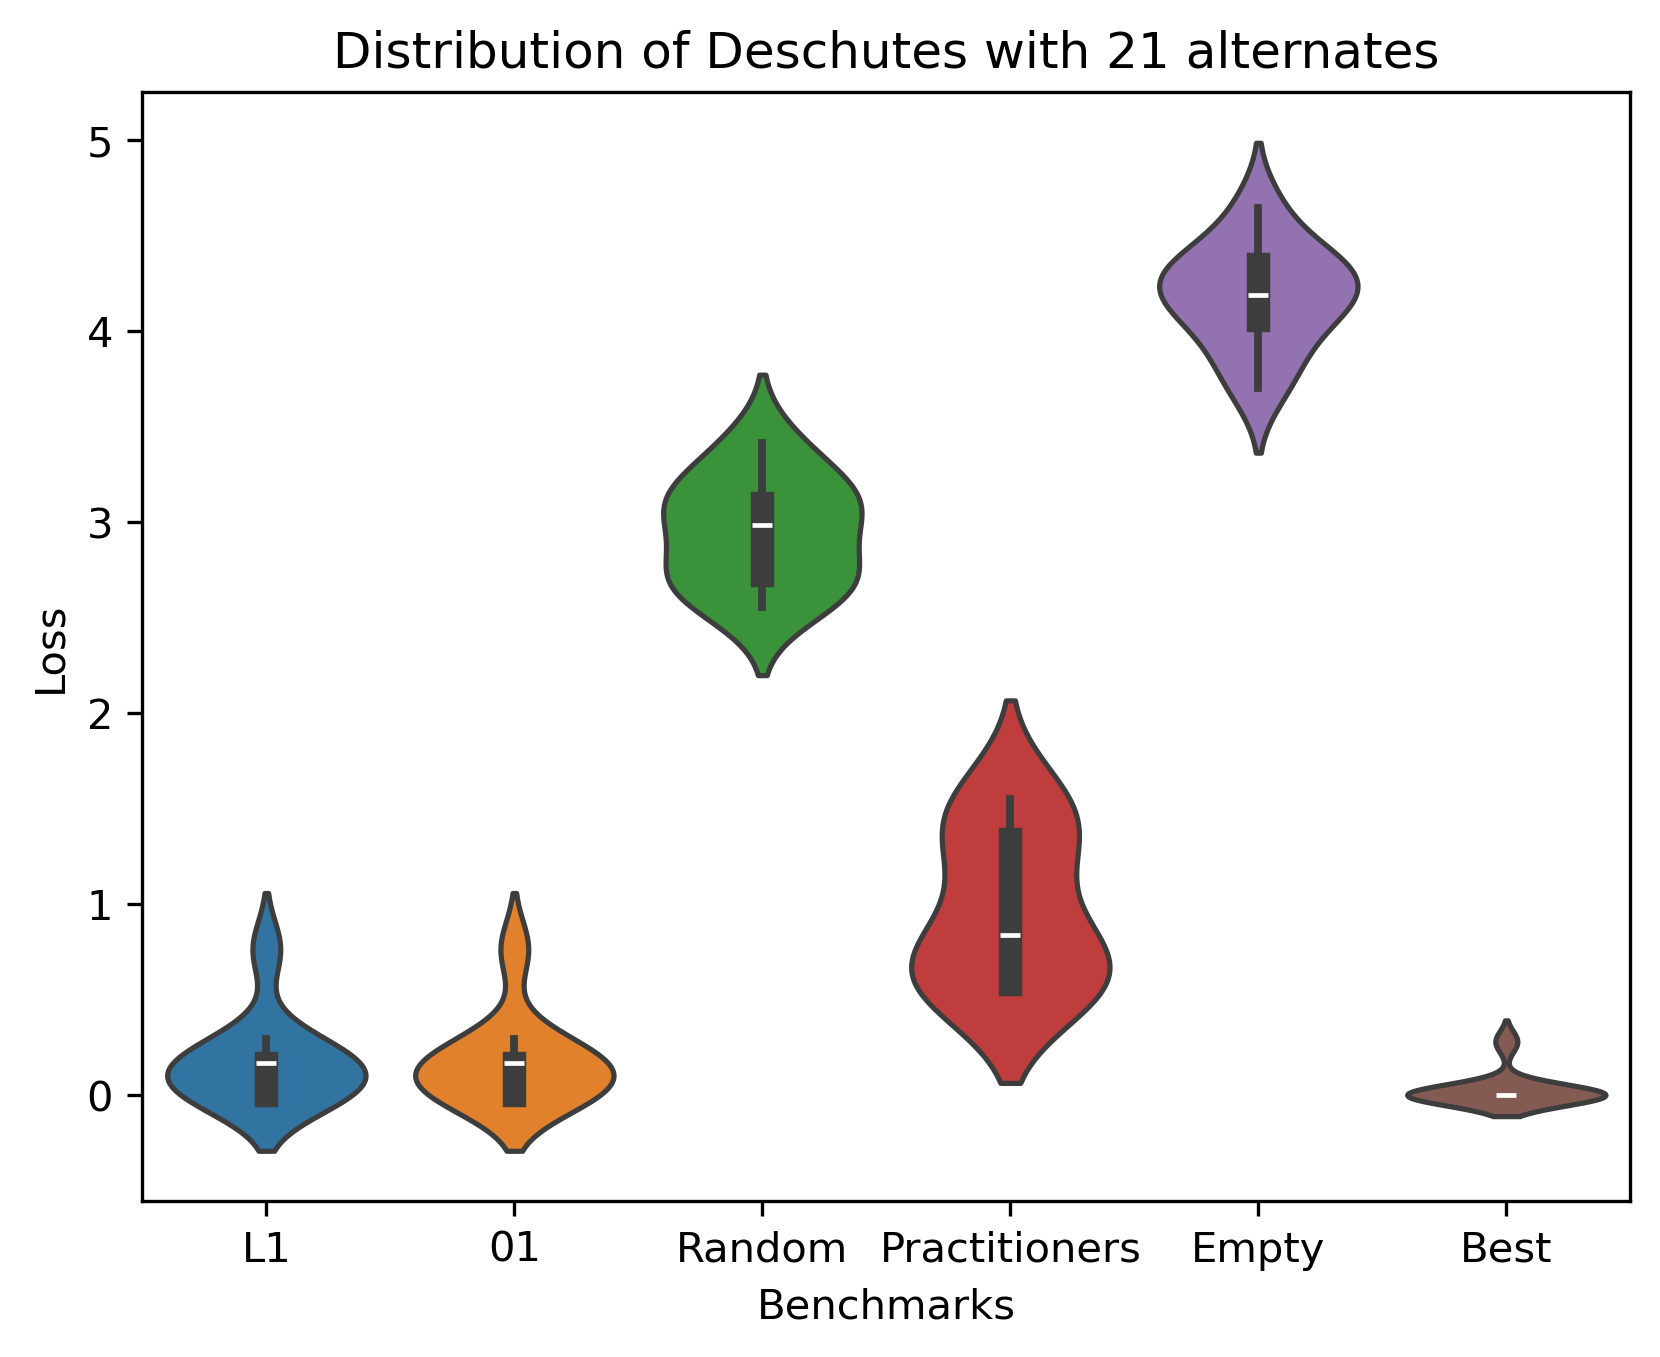 Distribution of Deschutes with 21 alternates
5
4
3
2
1
0
Loss
L1 01 Random Practitioners Empty Best
Benchmarks